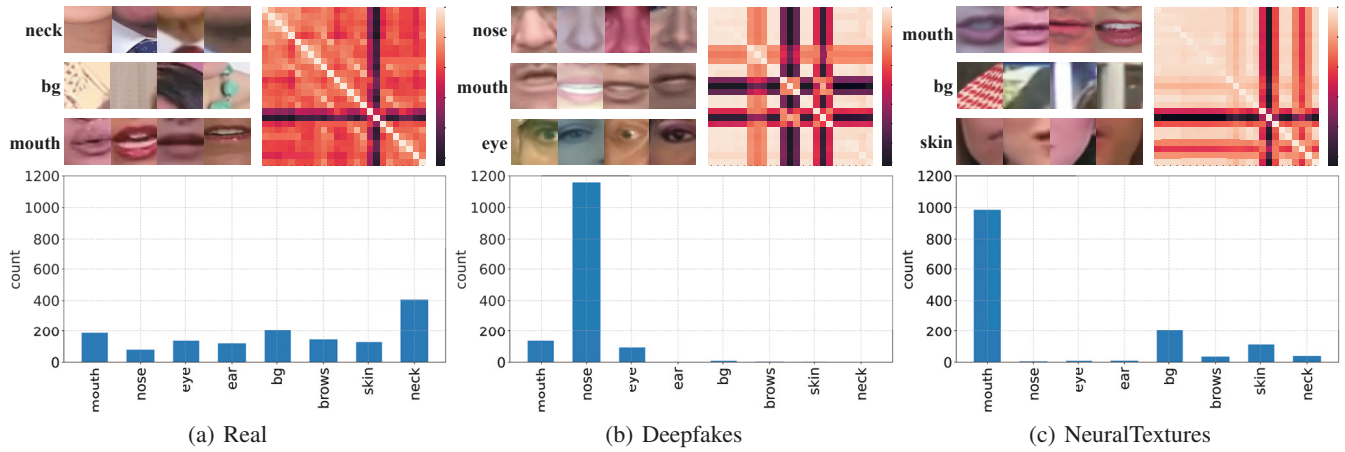 neck
bg
mouth
1200
1000
800
600
400
200
0
count
mouth
nose
eye
ear
bg
brows
skin
neck
(a) Real
nose
mouth
eye
1200
1000
800
600
400
200
0
count
mouth
nose
eye
ear
bg
brows
skin
neck
(b) Deepfakes
mouth
bg
skin
1200
1000
800
600
400
200
0
count
mouth
nose
eye
ear
bg
brows
skin
neck
(c) NeuralTextures